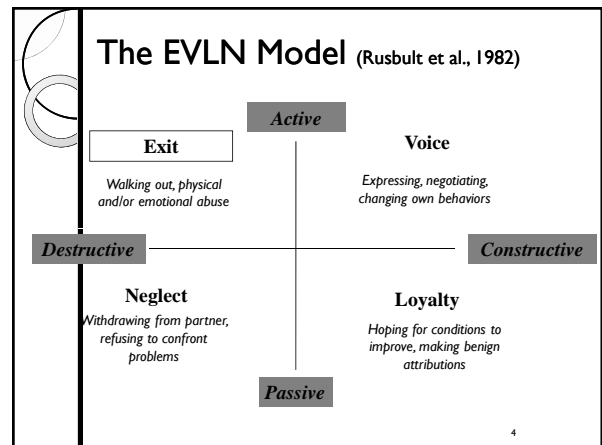 The EVLN Model (Rusbult et al., 1982)
Active
Exit
Walking out, physical
and/or emotional abuse
Voice
Expressing, negotiating,
changing own behaviors
Destructive
Constructive
Neglect
Withdrawing from partner,
refusing to confront
problems
Loyalty
Hoping for conditions to
improve, making benign
attributions
Passive
4